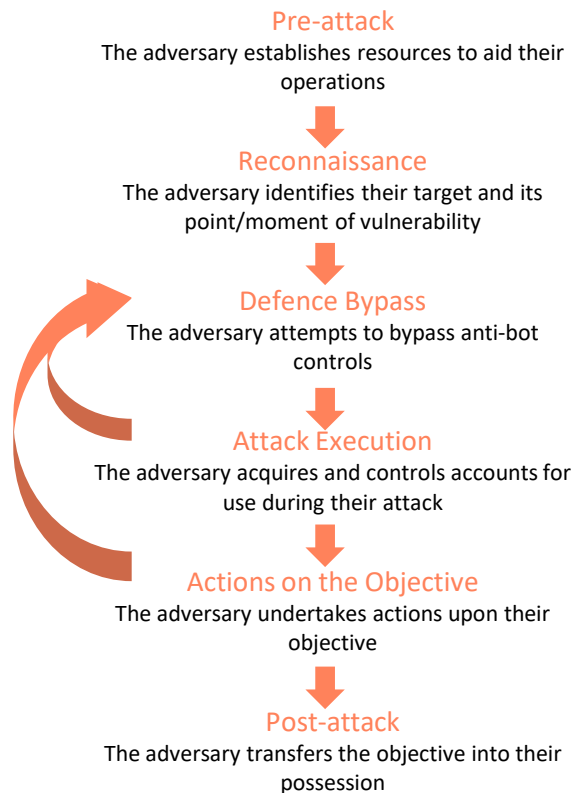 Pre-attack
The adversary establishes resources to aid their
operations
Reconnaissance
The adversary identifies their target and its
point/moment of vulnerability
Defence Bypass
The adversary attempts to bypass anti-bot
controls
Attack Execution
The adversary acquires and controls accounts for
use during their attack
Actions on the Objective
The adversary undertakes actions upon their
objective
Post-attack
The adversary transfers the objective into their
possession